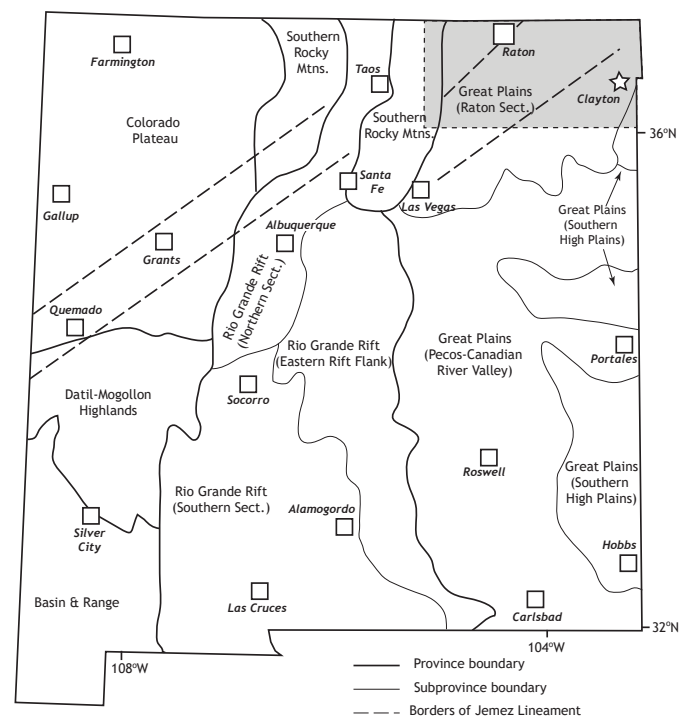 Southern
Rocky
Mtns.
Raton
Farmington
Taos
Great Plains
(Raton Sect.)
Clayton
Colorado
Plateau
Southern
Rocky Mtns.
36ºN
Santa
Fe
Las Vegas
Gallup
Great Plains
(Southern
High Plains)
Albuquerque
Grants
Rio Grande Rift
(Northern Sect.)
Quemado
Rio Grande Rift
(Eastern Rift Flank)
Great Plains
(Pecos-Canadian
River Valley)
Portales
Datil-Mogollon
Highlands
Socorro
Roswell
Great Plains
(Southern
High Plains)
Rio Grande Rift
(Southern Sect.)
Alamogordo
Silver
City
Hobbs
Basin & Range
Las Cruces
Carlsbad
32ºN
108ºW
104ºW
Province boundary
Subprovince boundary
Borders of Jemez Lineament